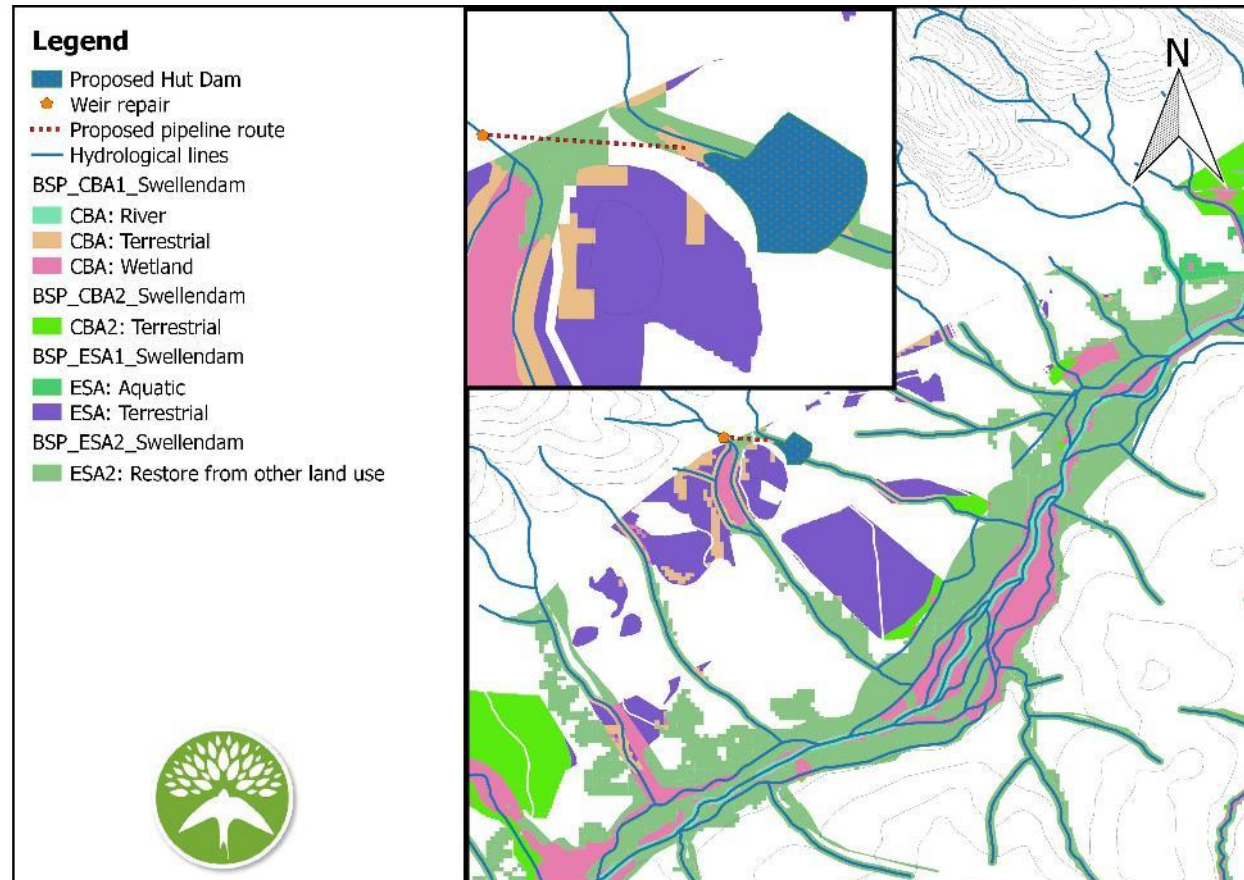 Legend
Proposed Hut Dam
Weir repair
Proposed pipeline route
Hydrological lines
BSP_CBA1_Swellendam
CBA: River
CBA: Terrestrial
CBA: Wetland
BSP_CBA2_Swellendam
CBA2: Terrestrial
BSP_ESA1_Swellendam
ESA: Aquatic
ESA: Terrestrial
BSP_ESA2_Swellendam
ESA2: Restore from other land use
N